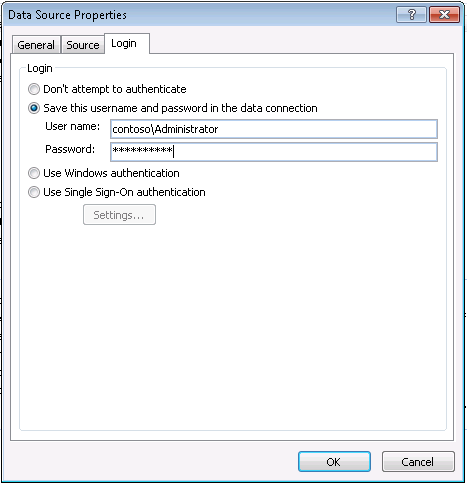 Data Source Properties
General Source Login
Login
Don't attempt to authenticate
Save this username and password in the data connection
User name: contoso\Administrator
Password: **********
Use Windows authentication
Use Single Sign-On authentication
Settings...
OK Cancel